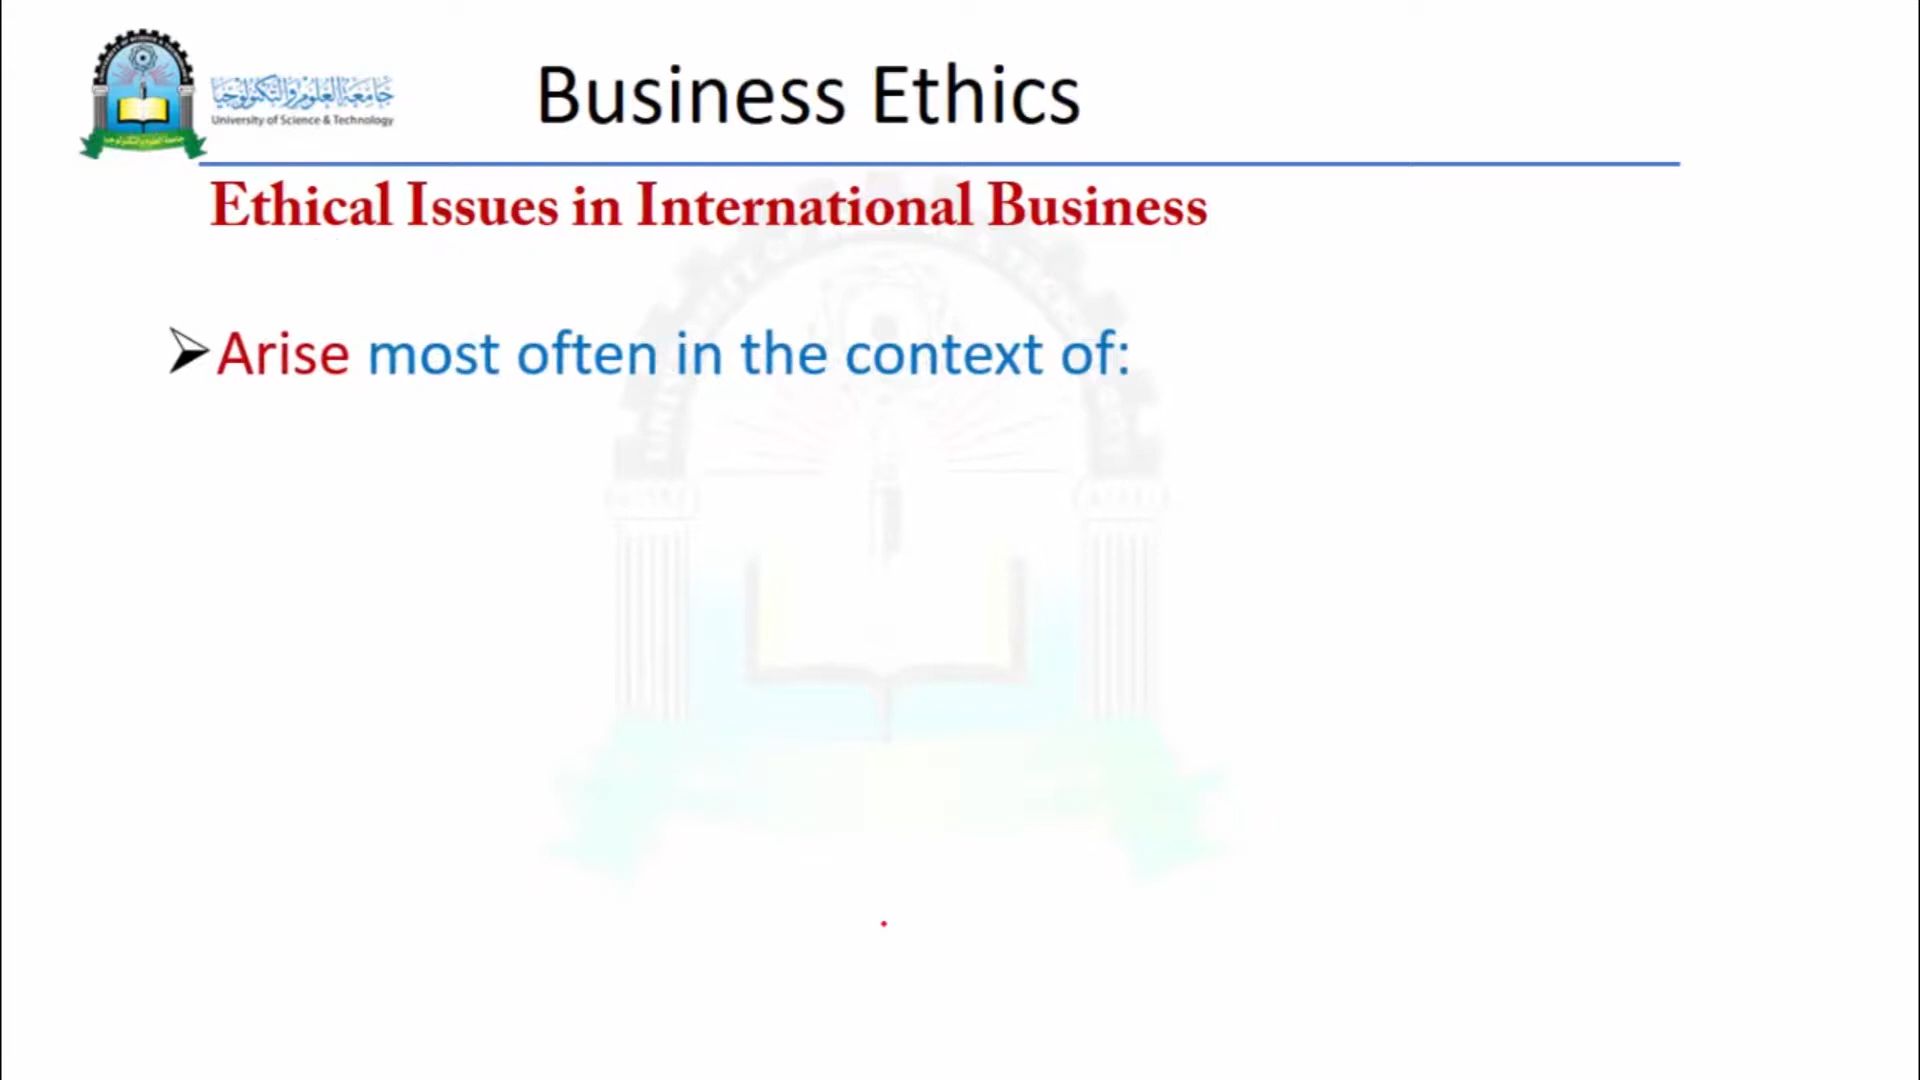 جامعة العلوم والتكنولوجيا
University of Science & Technology
Business Ethics
Ethical Issues in International Business
➢Arise most often in the context of: